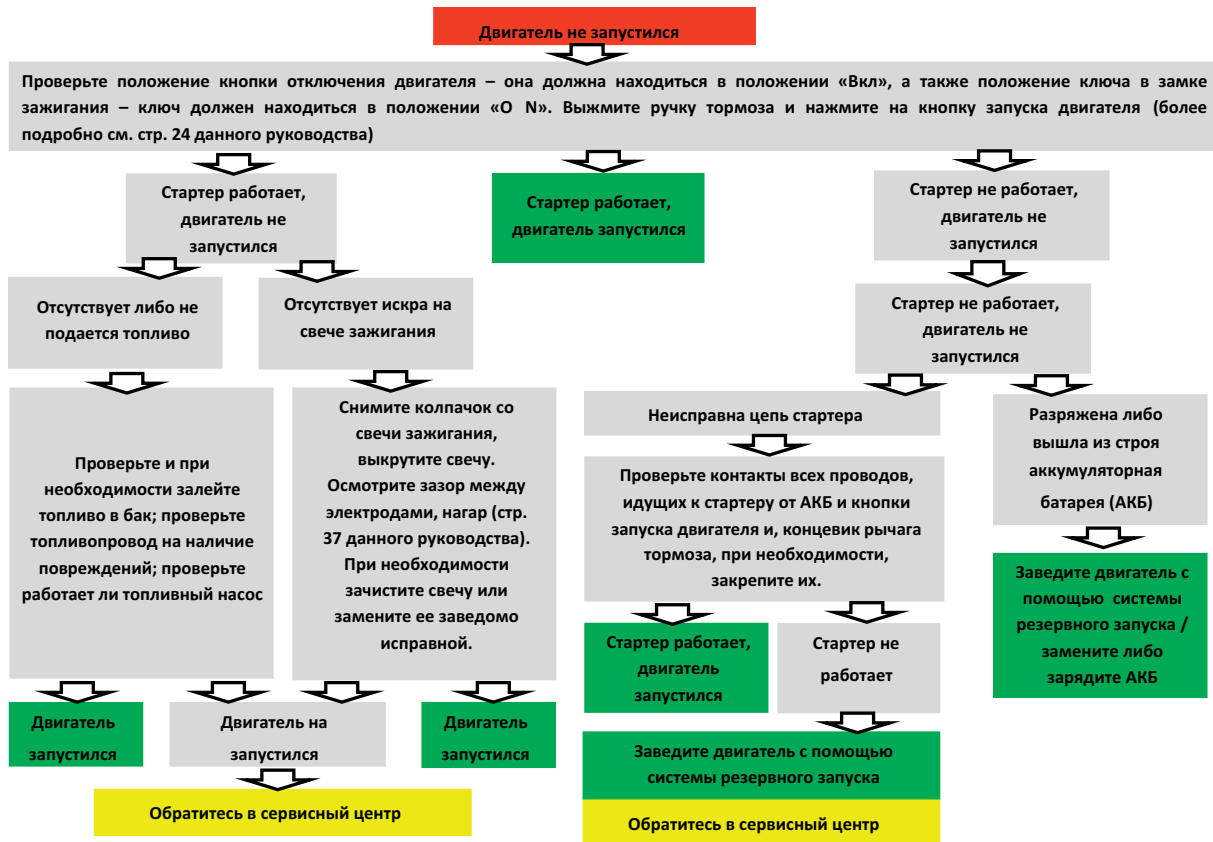 Двигатель не запустился
Проверьте положение кнопки отключения двигателя – она должна находиться в положении «Вкл», а также положение ключа в замке
зажигания – ключ должен находиться в положении «O N». Выжмите ручку тормоза и нажмите на кнопку запуска двигателя (более
подробно см. стр. 24 данного руководства)
Стартер работает,
двигатель не
запустился
Стартер работает,
двигатель запустился
Стартер не работает,
двигатель не
запустился
Отсутствует либо не
подается топливо
Отсутствует искра на
свече зажигания
Стартер не работает,
двигатель не
запустился
Проверьте и при
необходимости залейте
топливо в бак; проверьте
топливопровод на наличие
повреждений; проверьте
работает ли топливный насос
Снимите колпачок со
свечи зажигания,
выкрутите свечу.
Осмотрите зазор между
электродами, нагар (стр.
37 данного руководства).
При необходимости
зачистите свечу или
замените ее заведомо
исправной.
Неисправна цепь стартера
Разряжена либо
вышла из строя
аккумуляторная
батарея (АКБ)
Проверьте контакты всех проводов,
идущих к стартеру от АКБ и кнопки
запуска двигателя и, концевик рычага
тормоза, при необходимости,
закрепите их.
Заведите двигатель с
помощью системы
резервного запуска /
замените либо
зарядите АКБ
Стартер работает,
двигатель
запустился
Стартер не
работает
Двигатель
запустился
Двигатель на
запустился
Двигатель
запустился
Заведите двигатель с помощью
системы резервного запуска
Обратитесь в сервисный центр
Обратитесь в сервисный центр